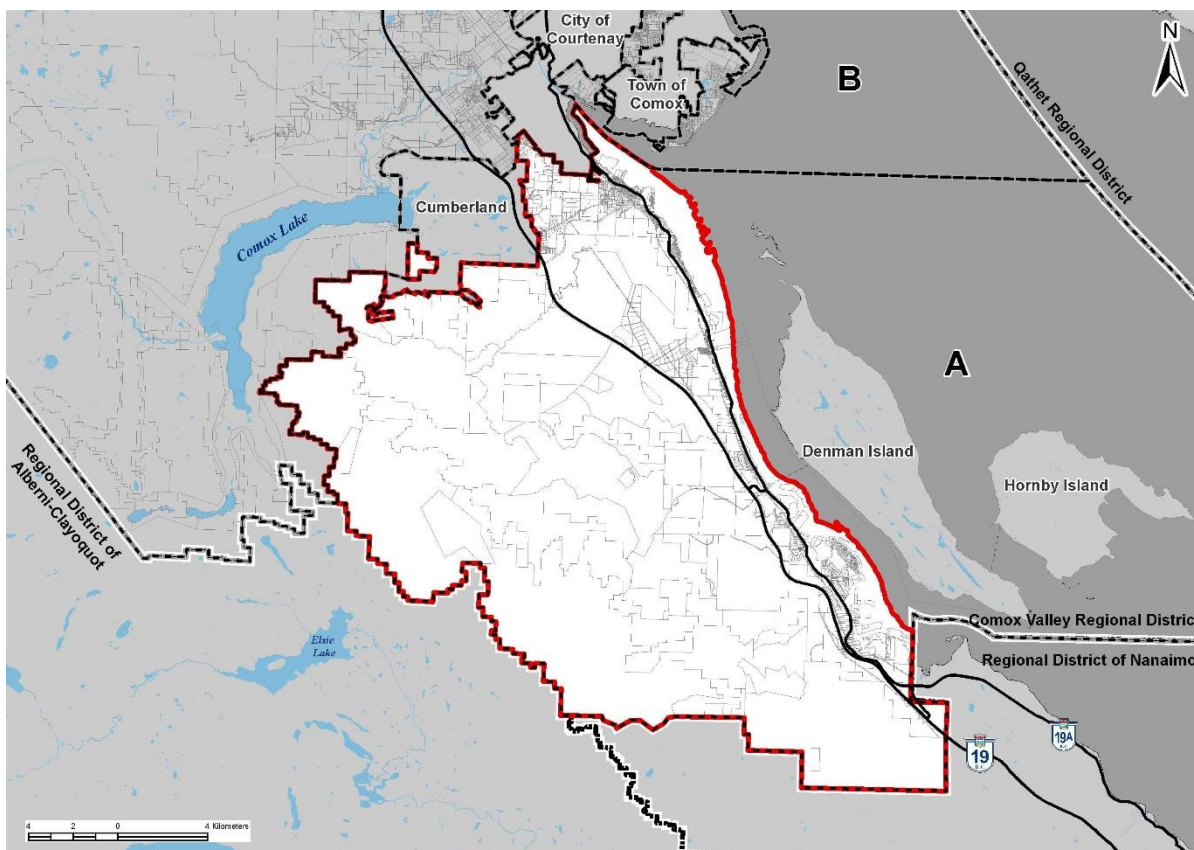 City of
Courtenay
N
B
Town of
Comox
Qathet Regional District
Cumberland
Comox Lake
A
Denman Island
Hornby Island
Regional District of
Alberni-Clayoquot
Comox Valley Regional Distric
Elsie
Lake
Regional District of Nanaimo
19A
19
4 2 0 4 Kilometers